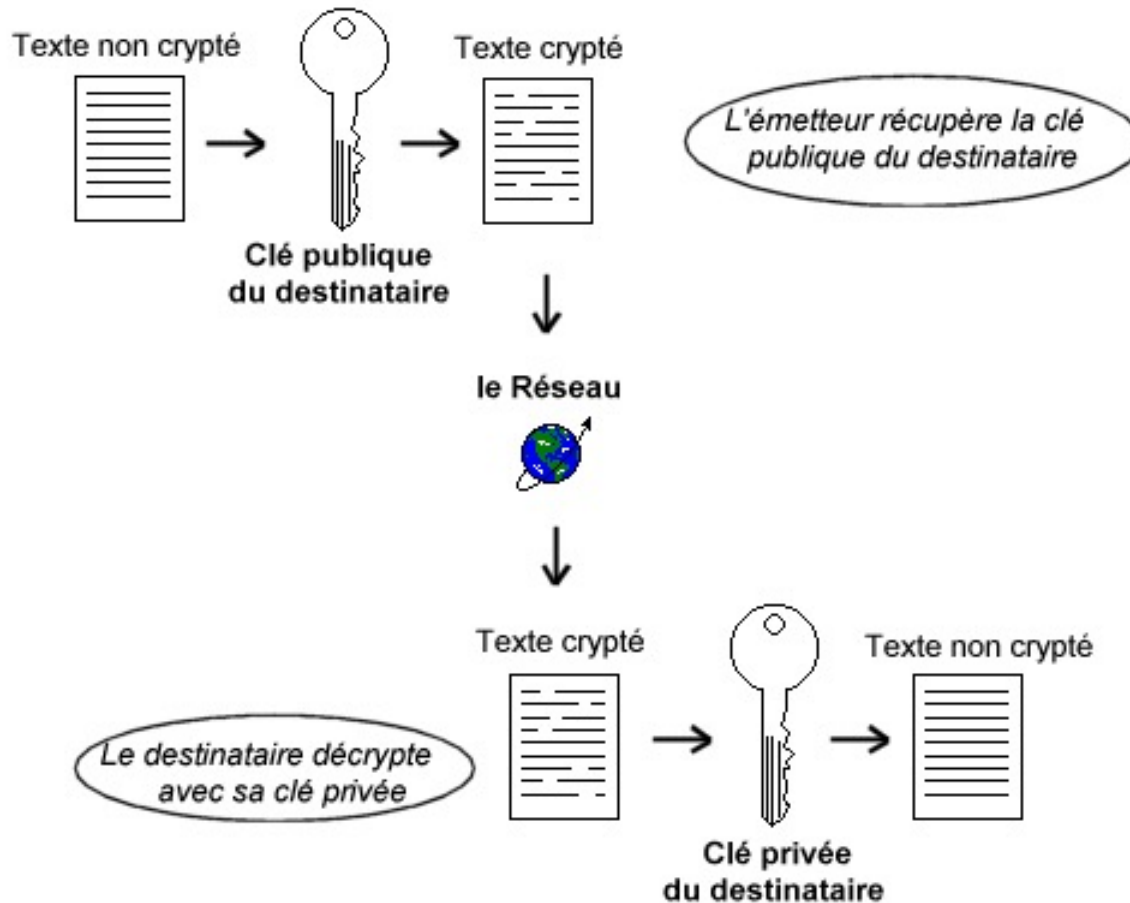 Texte non crypté
Texte crypté
L'émetteur récupère la clé
publique du destinataire
Clé publique
du destinataire
le Réseau
Texte crypté
Texte non crypté
Le destinataire décrypte
avec sa clé privée
Clé privée
du destinataire